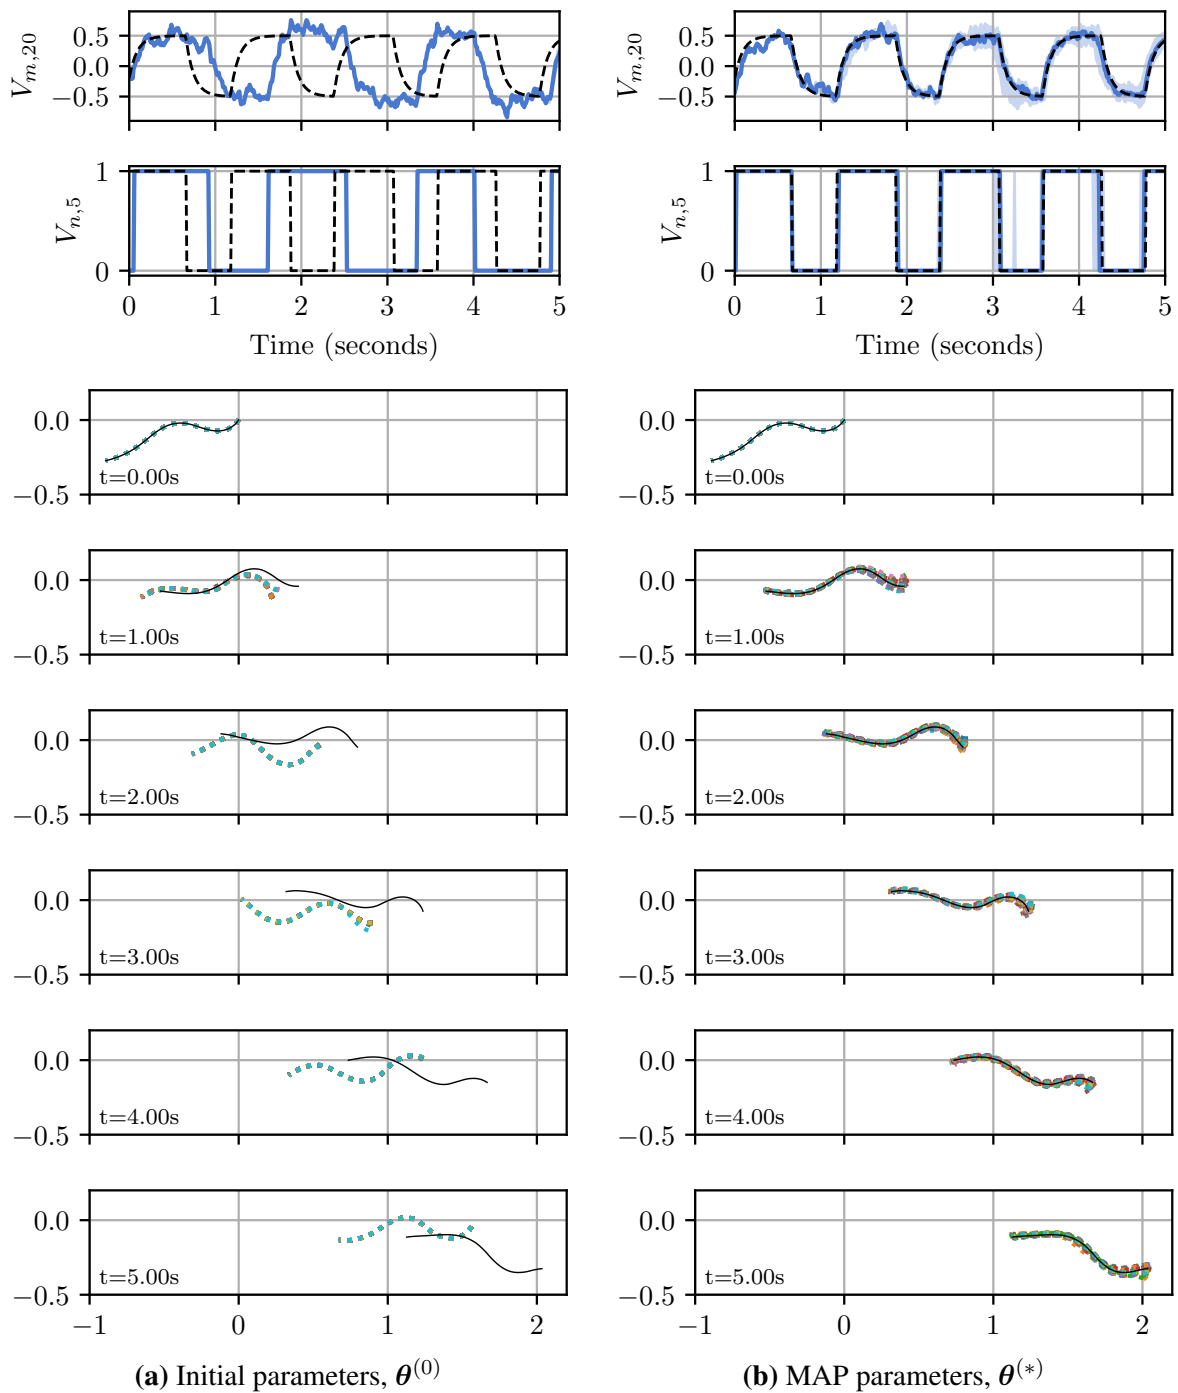 V_{m,20}
0.5
0.0
−0.5
V_{m,20}
0.5
0.0
−0.5
V_{n,5}
1
0
0 1 2 3 4 5
Time (seconds)
V_{n,5}
1
0
0 1 2 3 4 5
Time (seconds)
0.0
−0.5
t=0.00s
0.0
−0.5
t=0.00s
0.0
−0.5
t=1.00s
0.0
−0.5
t=1.00s
0.0
−0.5
t=2.00s
0.0
−0.5
t=2.00s
0.0
−0.5
t=3.00s
0.0
−0.5
t=3.00s
0.0
−0.5
t=4.00s
0.0
−0.5
t=4.00s
0.0
−0.5
t=5.00s
0.0
−0.5
t=5.00s
−1 0 1 2
−1 0 1 2
(a) Initial parameters, θ^{(0)}
(b) MAP parameters, θ^{(*)}